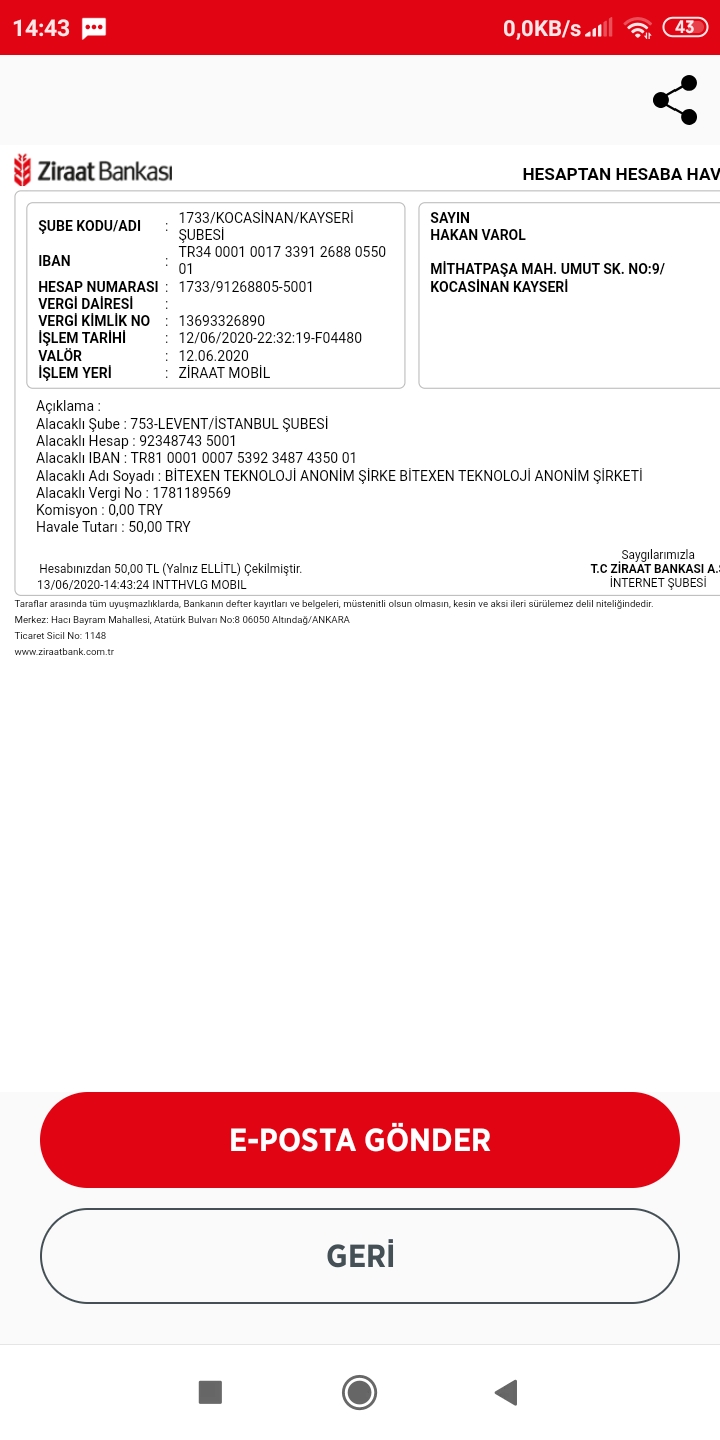 14:43
0,0KB/s
43
Ziraat Bankası
HESAPTAN HESABA HAV
ŞUBE KODU/ADI : 1733/KOCASİNAN/KAYSERİ
ŞUBESİ
IBAN : TR34 0001 0017 3391 2688 0550
01
HESAP NUMARASI : 1733/91268805-5001
VERGİ DAİRESİ :
VERGİ KİMLİK NO : 13693326890
İŞLEM TARİHİ : 12/06/2020-22:32:19-F04480
VALÖR : 12.06.2020
İŞLEM YERİ : ZİRAAT MOBİL
SAYIN
HAKAN VAROL
MİTHATPAŞA MAH. UMUT SK. NO:9/
KOCASİNAN KAYSERİ
Açıklama :
Alacaklı Şube : 753-LEVENT/İSTANBUL ŞUBESİ
Alacaklı Hesap : 92348743 5001
Alacaklı IBAN : TR81 0001 0007 5392 3487 4350 01
Alacaklı Adı Soyadı : BİTEXEN TEKNOLOJİ ANONİM ŞİRKE BİTEXEN TEKNOLOJİ ANONİM ŞİRKETİ
Alacaklı Vergi No : 1781189569
Komisyon : 0,00 TRY
Havale Tutarı : 50,00 TRY
Hesabınızdan 50,00 TL (Yalnız ELLİTL) Çekilmiştir.
13/06/2020-14:43:24 INTTHVLG MOBIL
Saygılarımızla
T.C ZİRAAT BANKASI A.Ş
İNTERNET ŞUBESİ
Taraflar arasında tüm uyuşmazlıklarda, Bankanın defter kayıtları ve belgeleri, müstenitli olsun olmasın, kesin ve aksi ileri sürülemez delil niteliğindedir.
Merkez: Hacı Bayram Mahallesi, Atatürk Bulvarı No:8 06050 Altındağ/ANKARA
Ticaret Sicil No: 1148
www.ziraatbank.com.tr
E-POSTA GÖNDER
GERİ